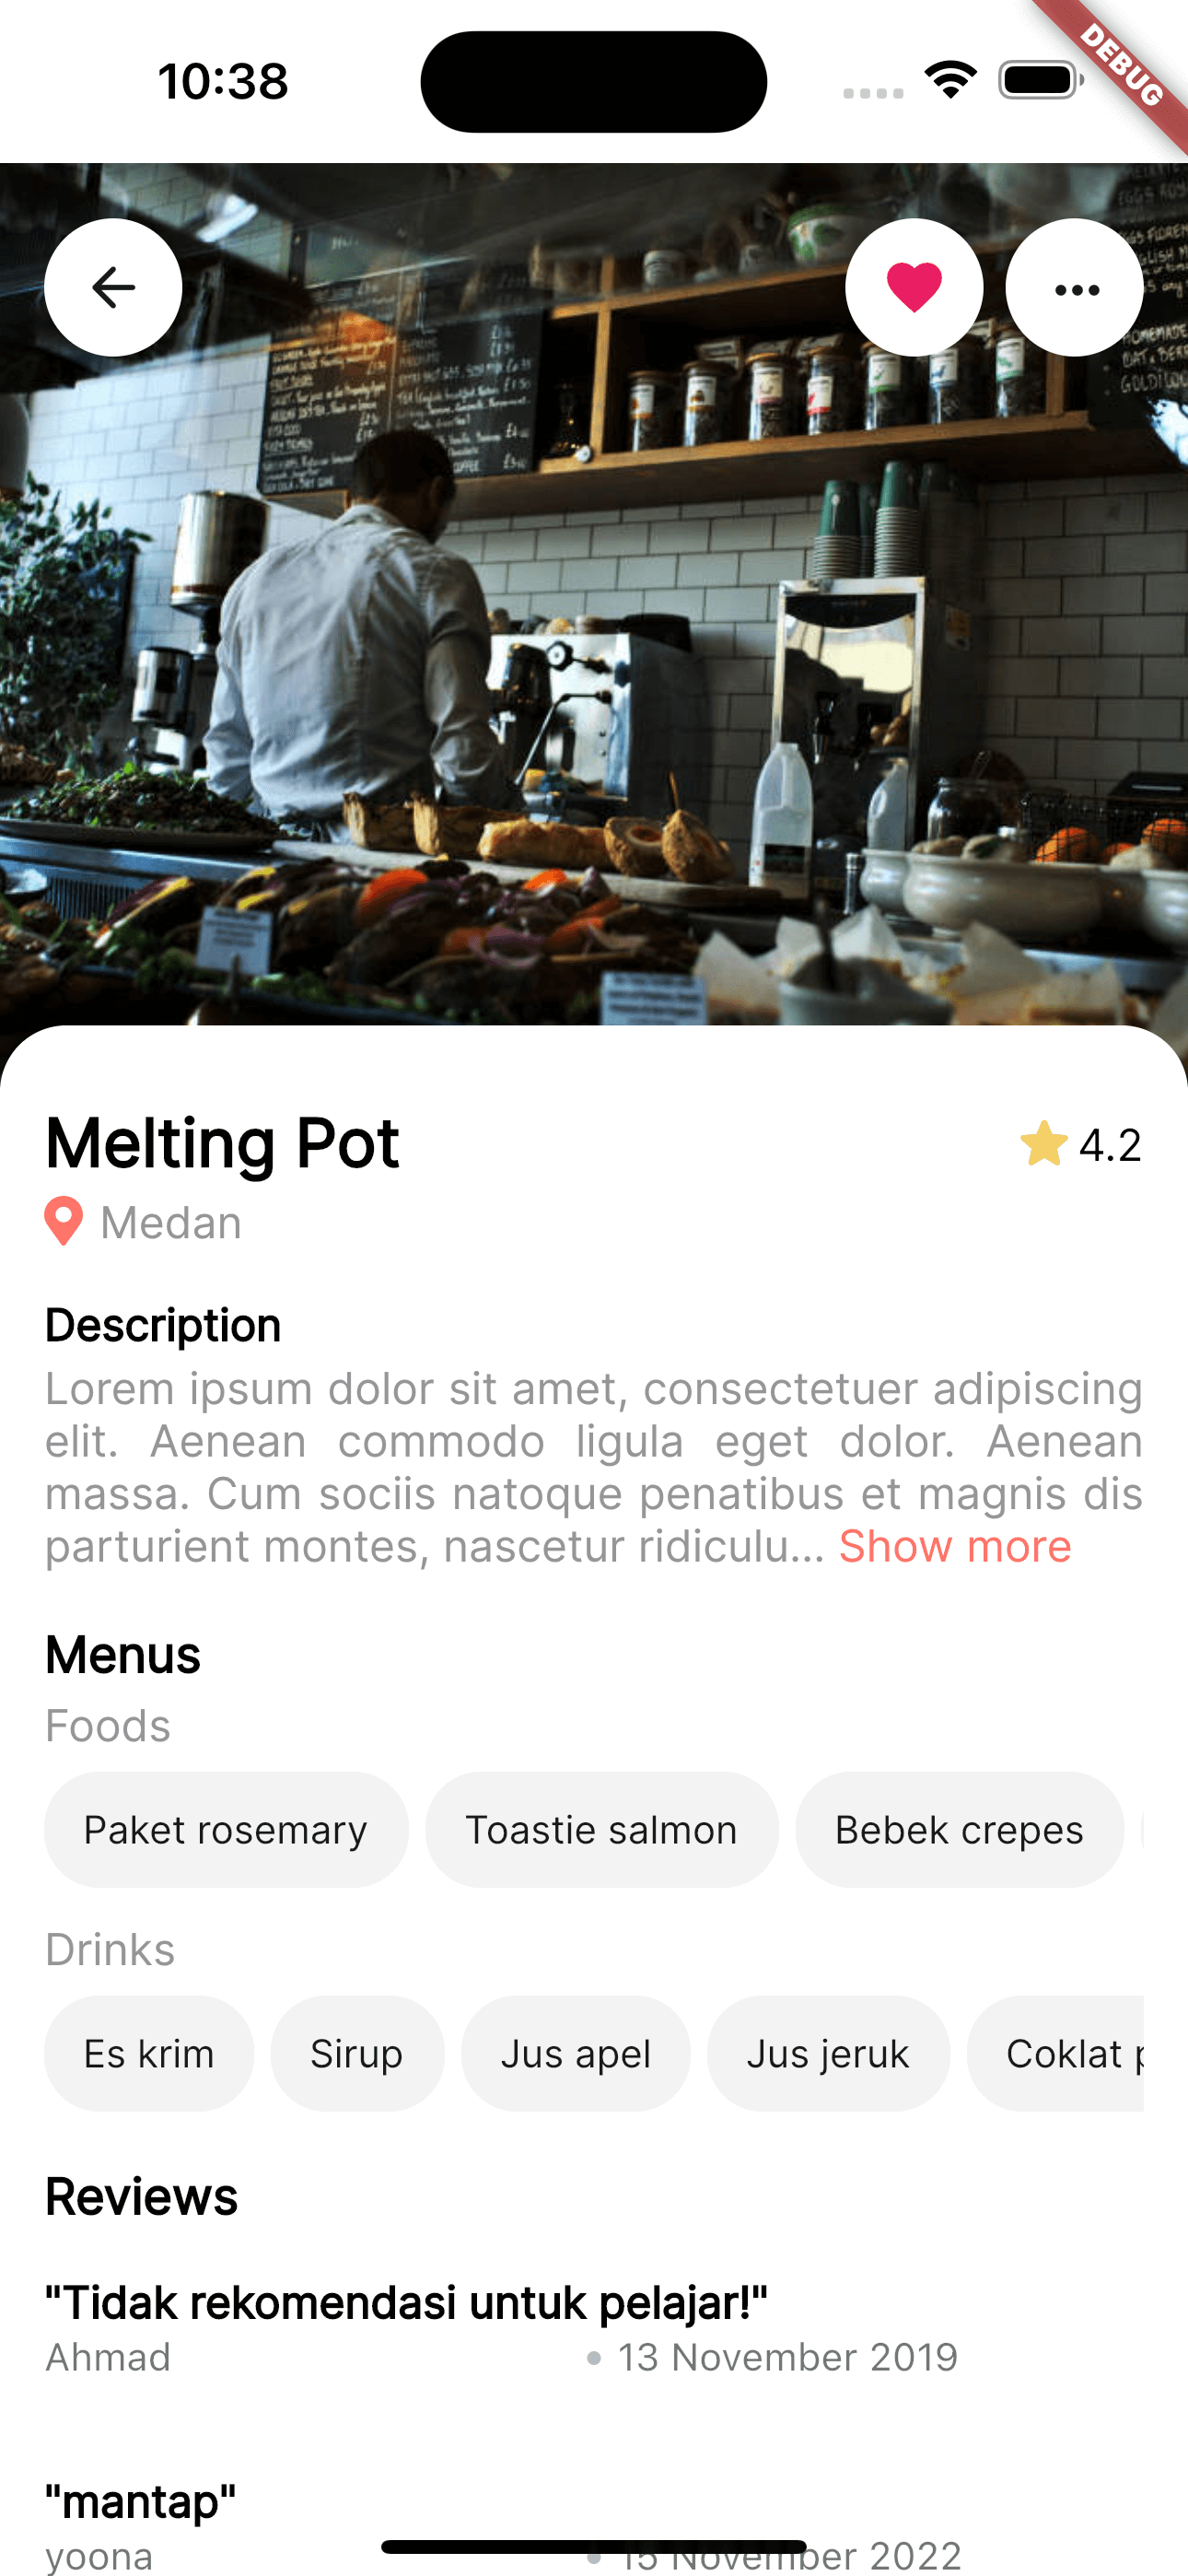 10:38
DEBUG
Melting Pot
4.2
Medan
Description
Lorem ipsum dolor sit amet, consectetuer adipiscing
elit. Aenean commodo ligula eget dolor. Aenean
massa. Cum sociis natoque penatibus et magnis dis
parturient montes, nascetur ridiculu... Show more
Menus
Foods
Paket rosemary Toastie salmon Bebek crepes
Drinks
Es krim Sirup Jus apel Jus jeruk Coklat p
Reviews
"Tidak rekomendasi untuk pelajar!"
Ahmad • 13 November 2019
"mantap"
yoona • 15 November 2022